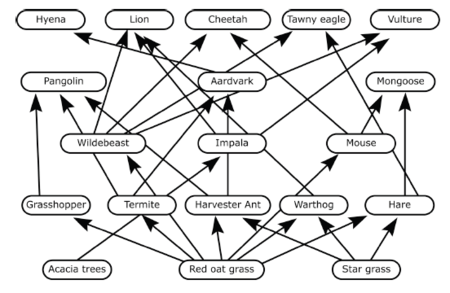 Hyena Lion Cheetah Tawny eagle Vulture
Pangolin Aardvark Mongoose
Wildebeast Impala Mouse
Grasshopper Termite Harvester Ant Warthog Hare
Acacia trees Red oat grass Star grass